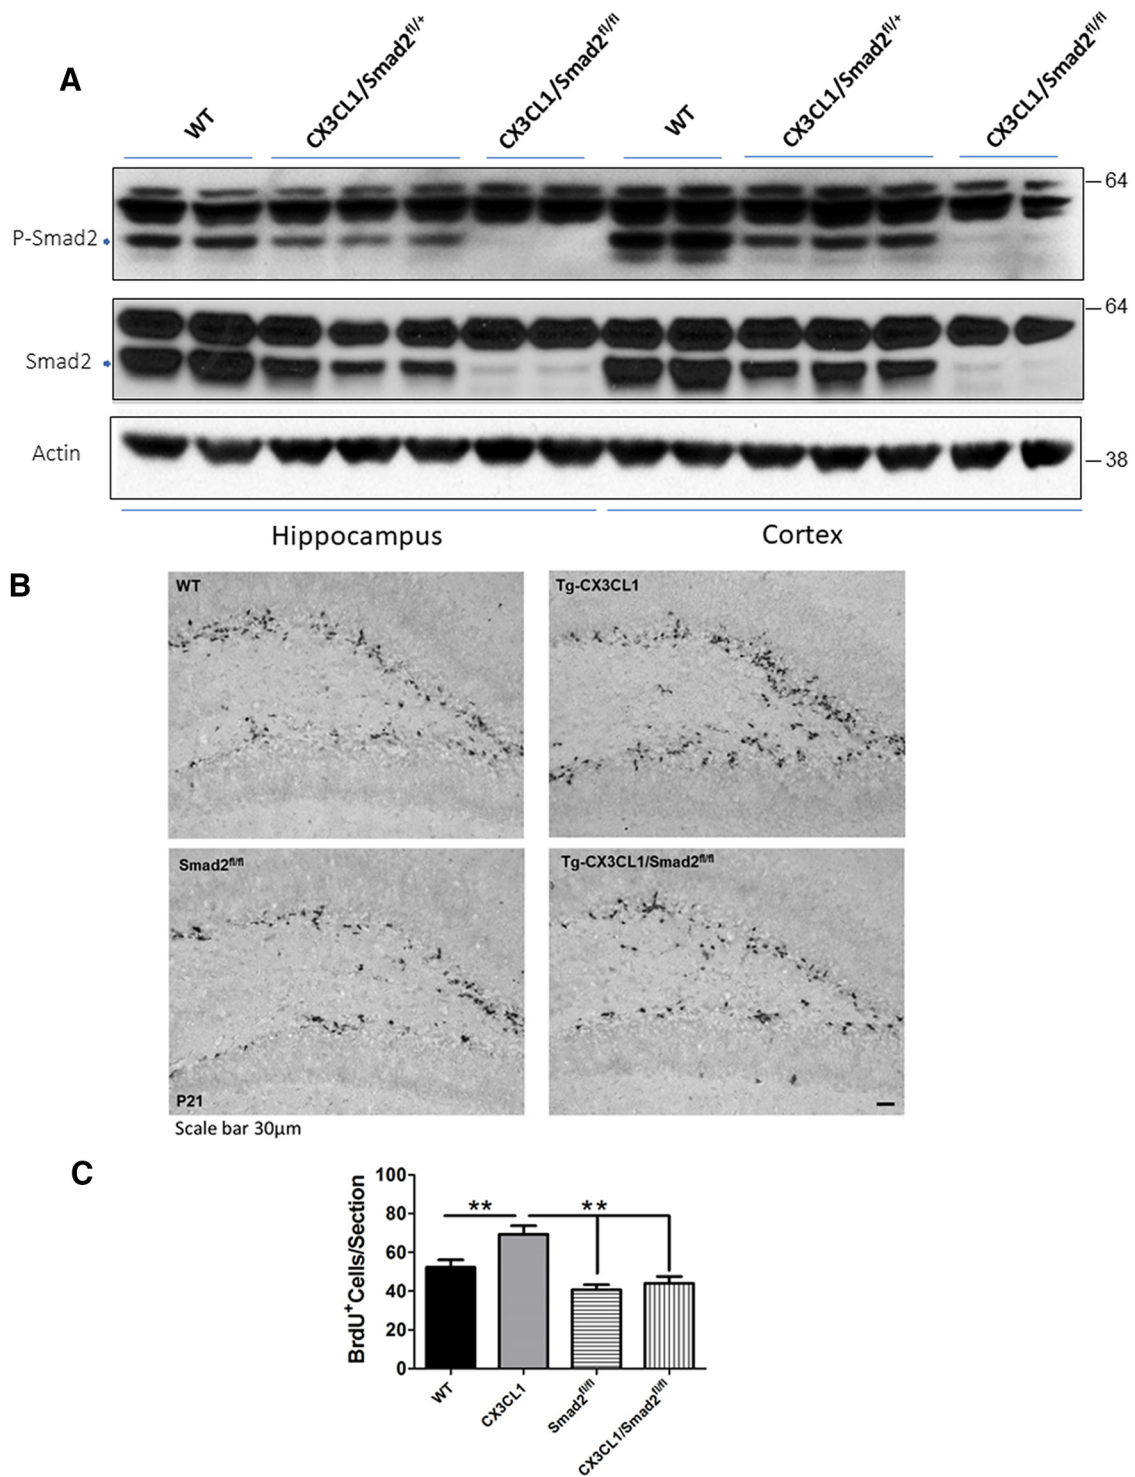 A
WT
CX3CL1/Smad2fl/+
CX3CL1/Smad2fl/fl
WT
CX3CL1/Smad2fl/+
CX3CL1/Smad2fl/fl
64
P-Smad2
64
Smad2
Actin
38
Hippocampus
Cortex
B
WT
Tg-CX3CL1
Smad2fl/fl
Tg-CX3CL1/Smad2fl/fl
P21
Scale bar 30μm
C
BrdU+Cells/Section
100
80
60
40
20
0
**
**
WT
CX3CL1
Smad2fl/fl
CX3CL1/Smad2fl/fl